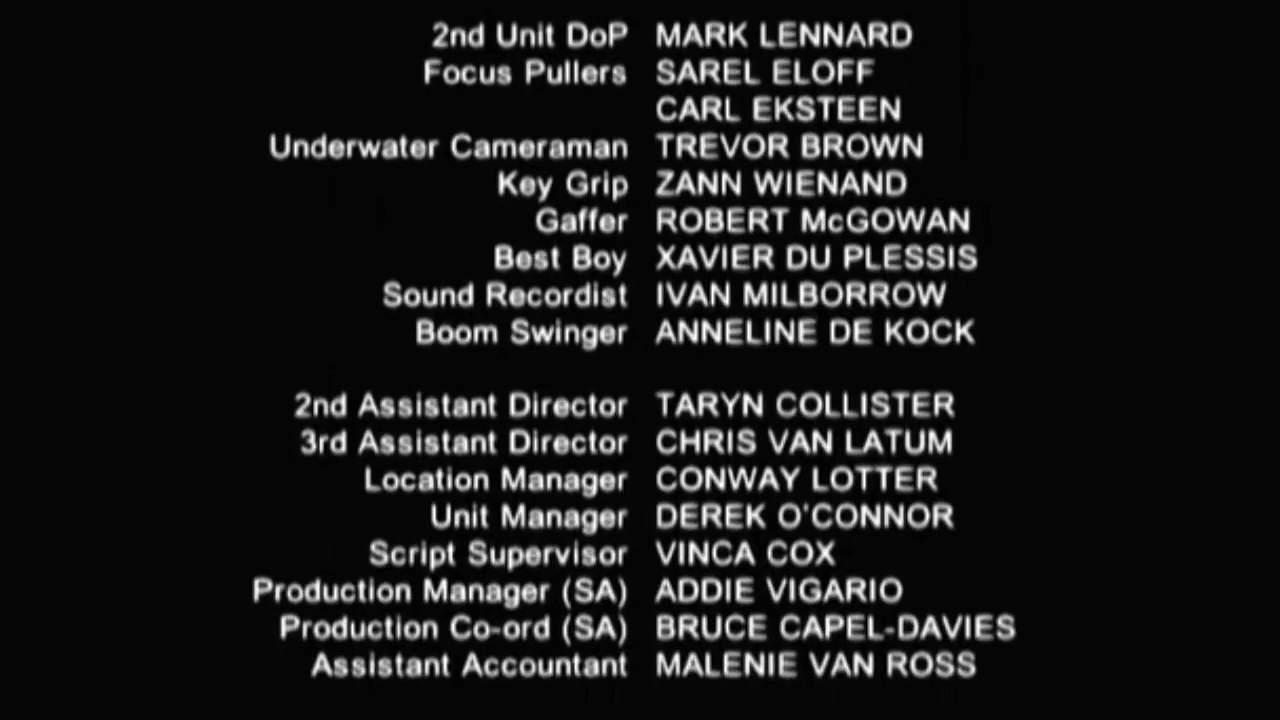 2nd Unit DoP MARK LENNARD
Focus Pullers SAREL ELOFF
CARL EKSTEEN
Underwater Cameraman TREVOR BROWN
Key Grip ZANN WIENAND
Gaffer ROBERT McGOWAN
Best Boy XAVIER DU PLESSIS
Sound Recordist IVAN MILBORROW
Boom Swinger ANNELINE DE KOCK
2nd Assistant Director TARYN COLLISTER
3rd Assistant Director CHRIS VAN LATUM
Location Manager CONWAY LOTTER
Unit Manager DEREK O'CONNOR
Script Supervisor VINCA COX
Production Manager (SA) ADDIE VIGARIO
Production Co-ord (SA) BRUCE CAPEL-DAVIES
Assistant Accountant MALENIE VAN ROSS